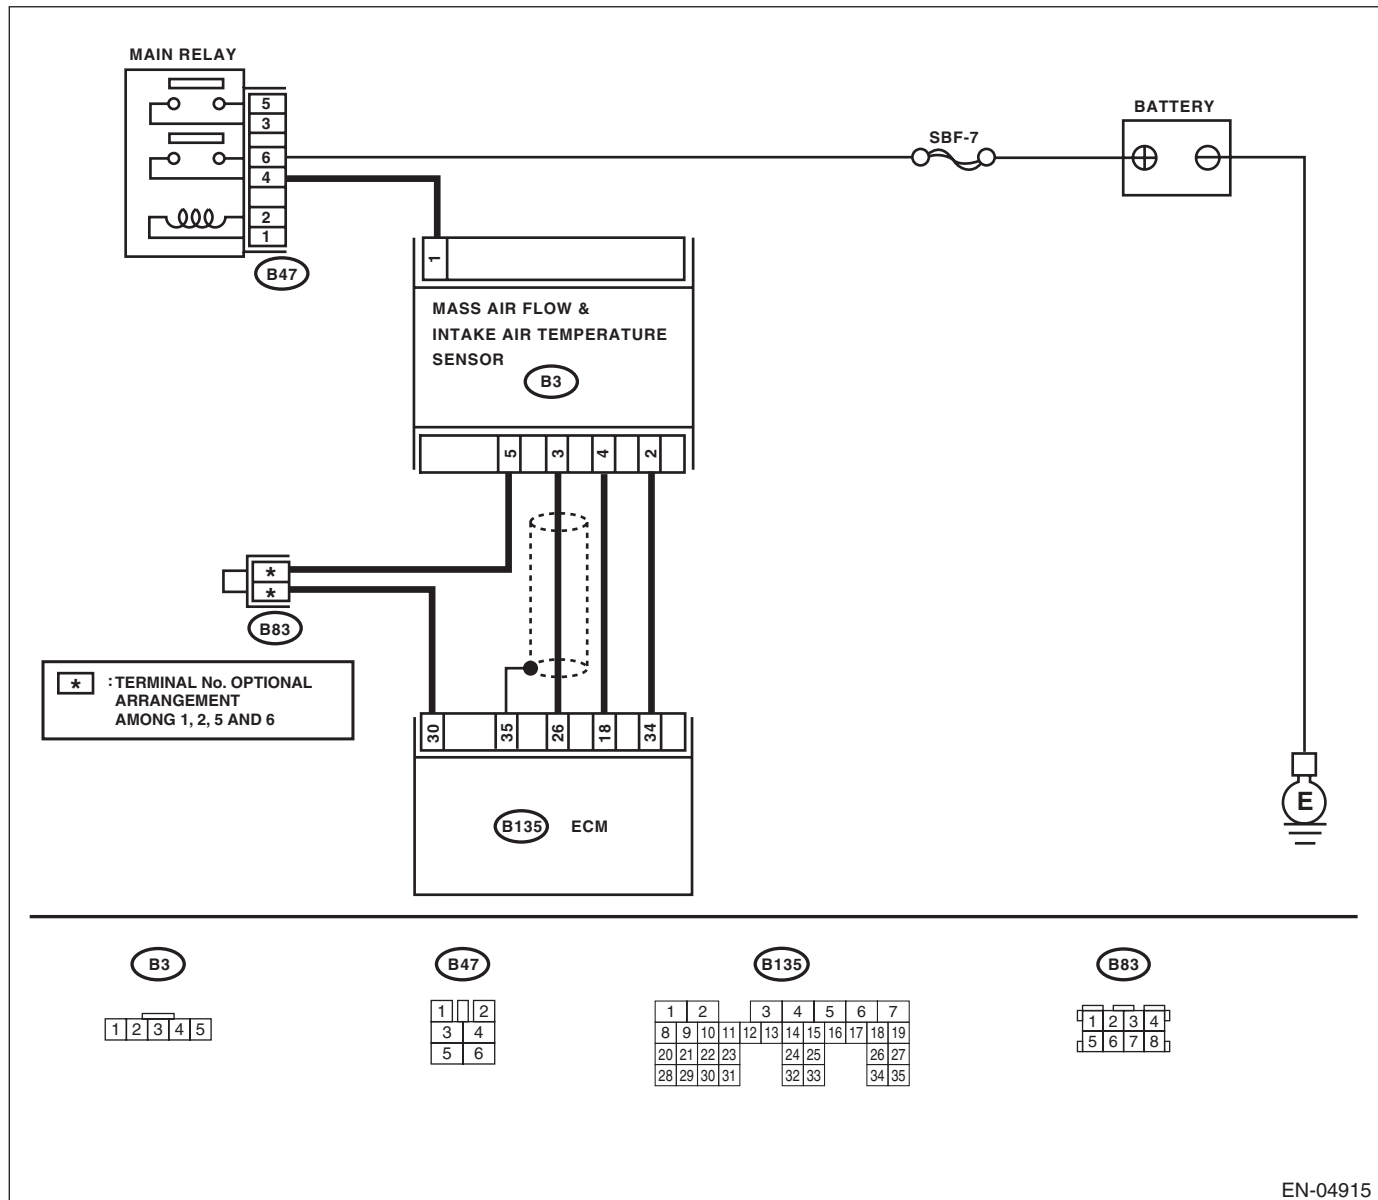 MAIN RELAY
5
3
6
4
2
1
B47
SBF-7
BATTERY
1
MASS AIR FLOW &
INTAKE AIR TEMPERATURE
SENSOR
B3
5 3 4 2
*
*
B83
* : TERMINAL No. OPTIONAL
ARRANGEMENT
AMONG 1, 2, 5 AND 6
30 35 26 18 34
B135 ECM
E
B3
1 2 3 4 5
B47
1 2
3 4
5 6
B135
1 2 3 4 5 6 7
8 9 10 11 12 13 14 15 16 17 18 19
20 21 22 23 24 25 26 27
28 29 30 31 32 33 34 35
B83
1 2 3 4
5 6 7 8
EN-04915